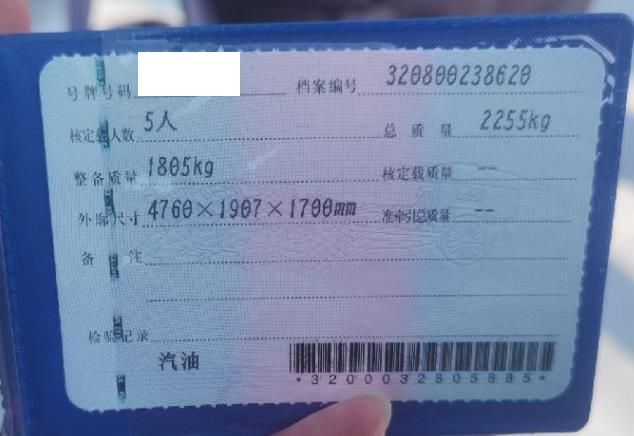 号牌号码 档案编号 320800238620
核定载人数 5人 总质量 2255kg
整备质量 1805kg 核定载质量 --
外廓尺寸 4760×1907×1700mm 准牵引总质量 --
备注
检验记录
汽油
*3200032805885*